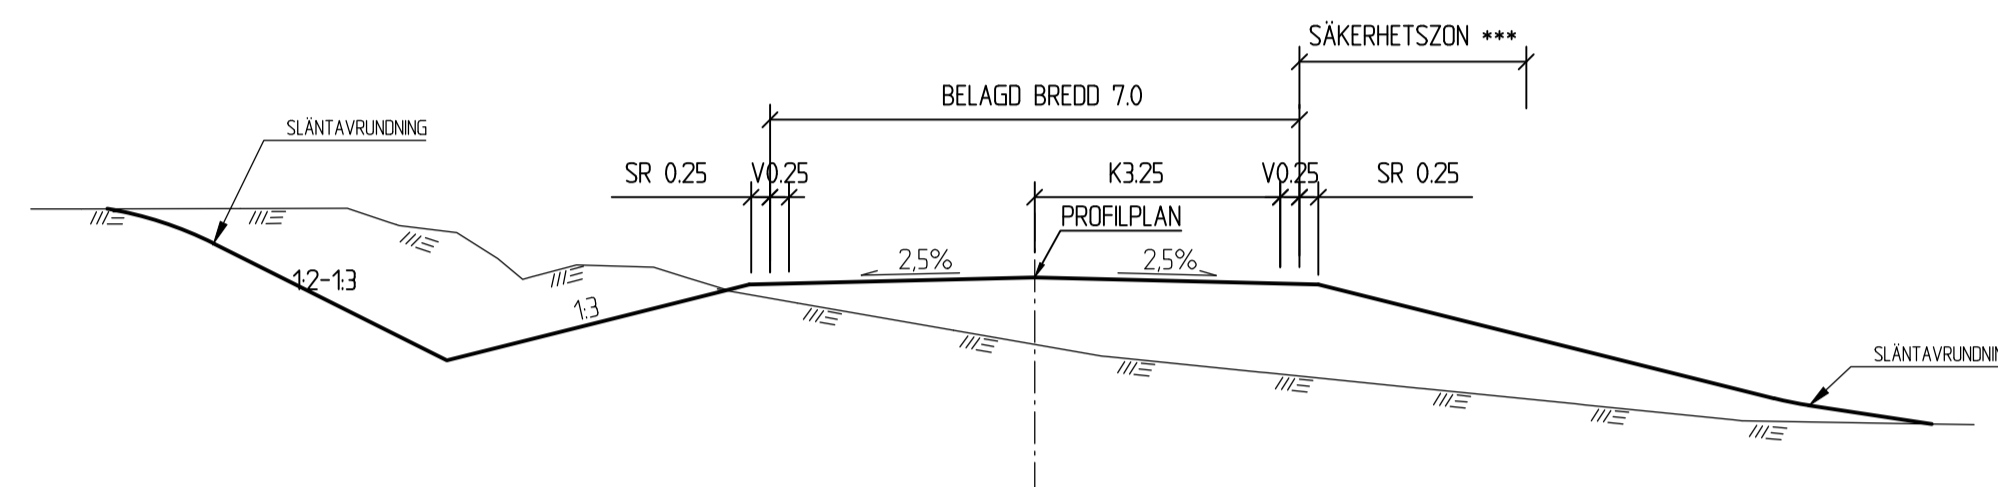 SÄKERHETSZON ***
BELAGD BREDD 7.0
SLÄNTAVRUNDNING
SR 0.25
V0.25
K3.25
V0.25
SR 0.25
PROFILPLAN
2,5%
2,5%
1:2-1:3
1:3
SLÄNTAVRUNDNIN